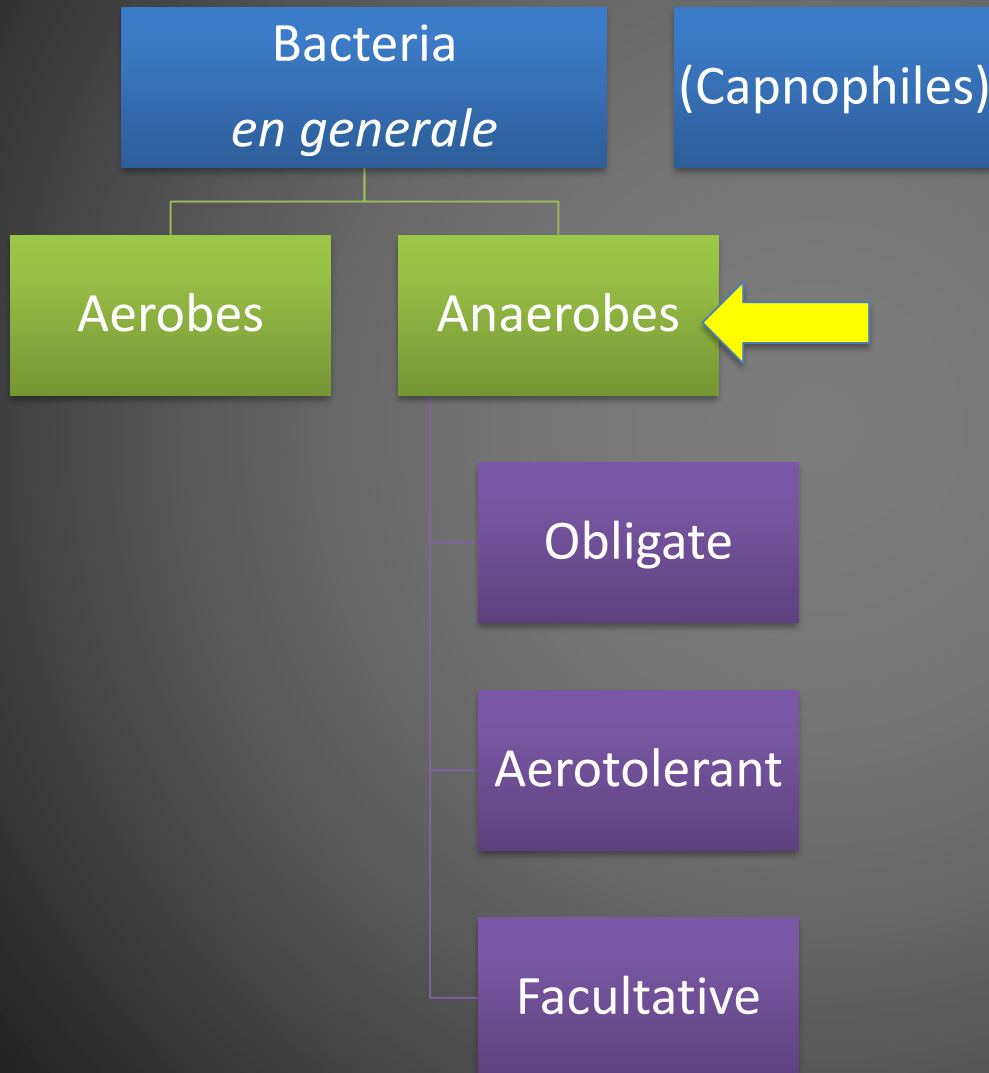 Bacteria
en generale
(Capnophiles)
Aerobes
Anaerobes
Obligate
Aerotolerant
Facultative